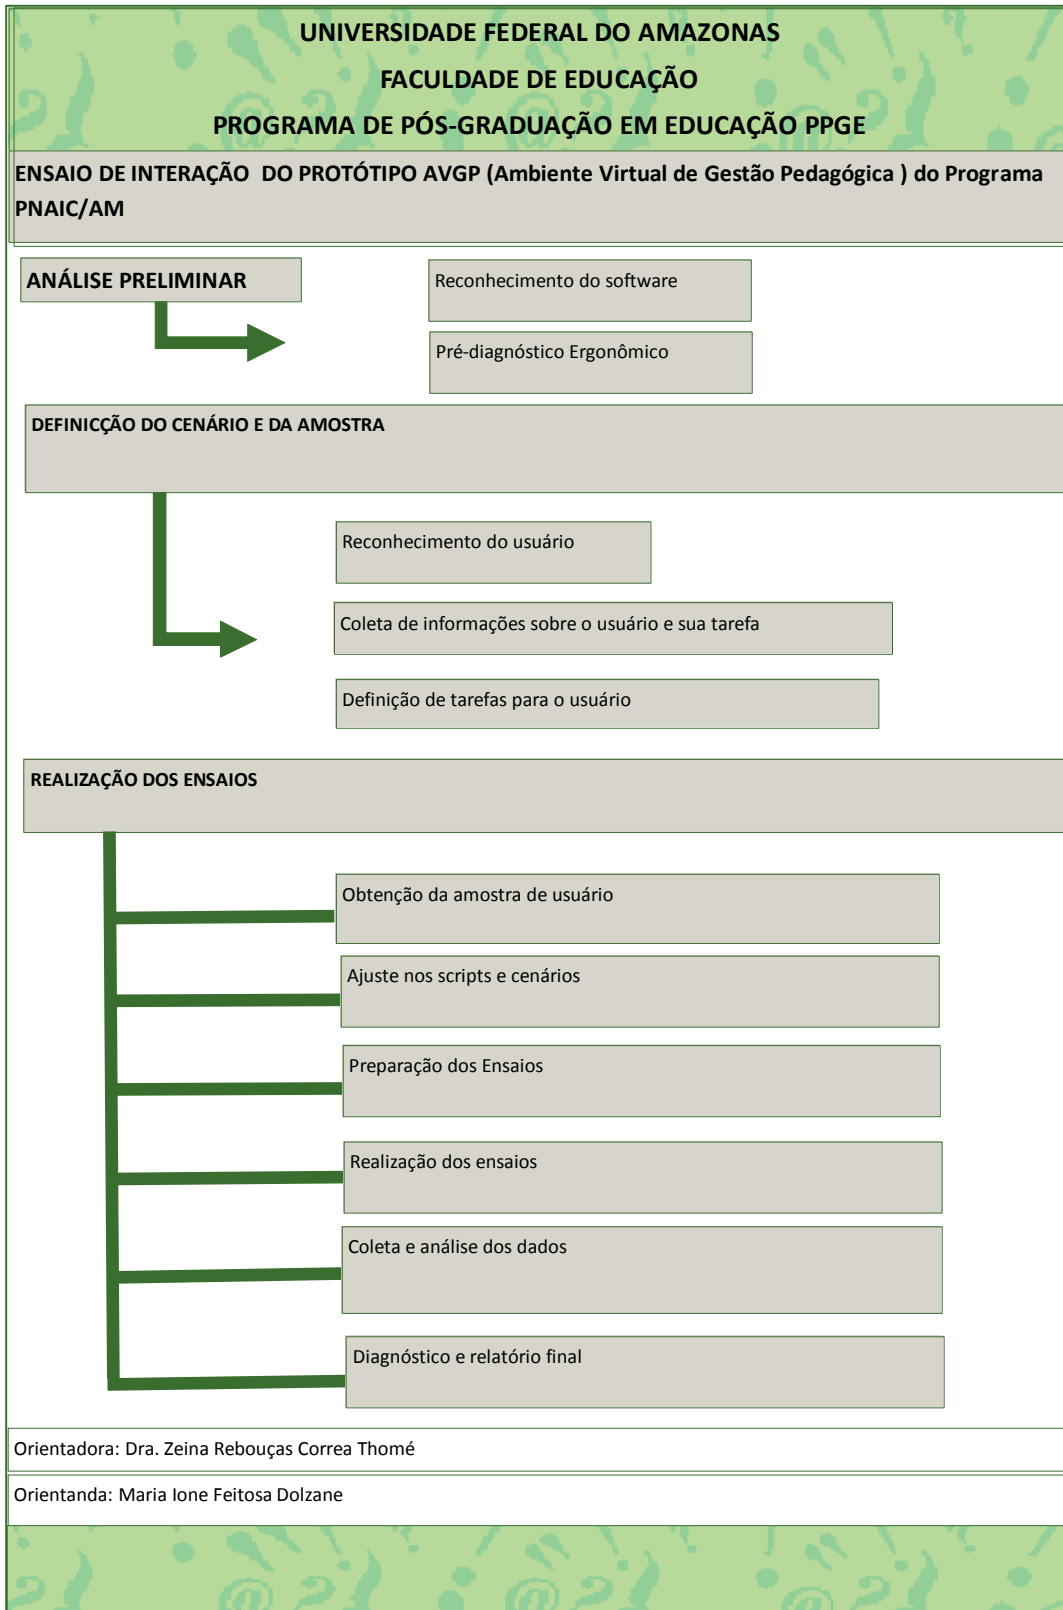 UNIVERSIDADE FEDERAL DO AMAZONAS
FACULDADE DE EDUCAÇÃO
PROGRAMA DE PÓS-GRADUAÇÃO EM EDUCAÇÃO PPGE
ENSAIO DE INTERAÇÃO DO PROTÓTIPO AVGP (Ambiente Virtual de Gestão Pedagógica ) do Programa
PNAIC/AM
ANÁLISE PRELIMINAR
Reconhecimento do software
Pré-diagnóstico Ergonômico
DEFINICÇÃO DO CENÁRIO E DA AMOSTRA
Reconhecimento do usuário
Coleta de informações sobre o usuário e sua tarefa
Definição de tarefas para o usuário
REALIZAÇÃO DOS ENSAIOS
Obtenção da amostra de usuário
Ajuste nos scripts e cenários
Preparação dos Ensaios
Realização dos ensaios
Coleta e análise dos dados
Diagnóstico e relatório final
Orientadora: Dra. Zeina Rebouças Correa Thomé
Orientanda: Maria Ione Feitosa Dolzane